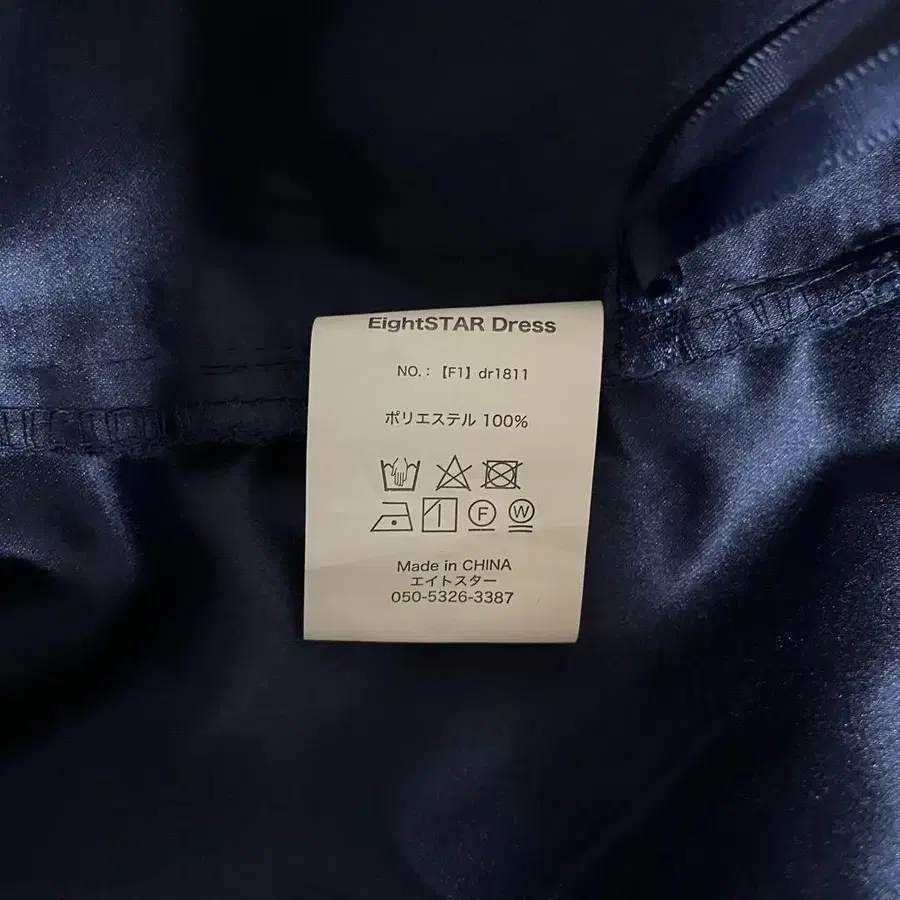 EightSTAR Dress
NO.：【F1】dr1811
ポリエステル 100%
F W
Made in CHINA
エイトスター
050-5326-3387